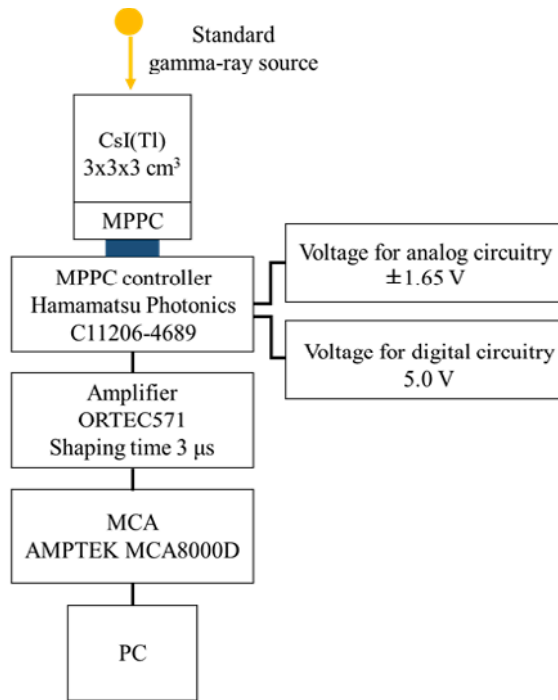 Standard
gamma-ray source
CsI(Tl)
3x3x3 cm³
MPPC
MPPC controller
Hamamatsu Photonics
C11206-4689
Voltage for analog circuitry
±1.65 V
Voltage for digital circuitry
5.0 V
Amplifier
ORTEC571
Shaping time 3 μs
MCA
AMPTEK MCA8000D
PC